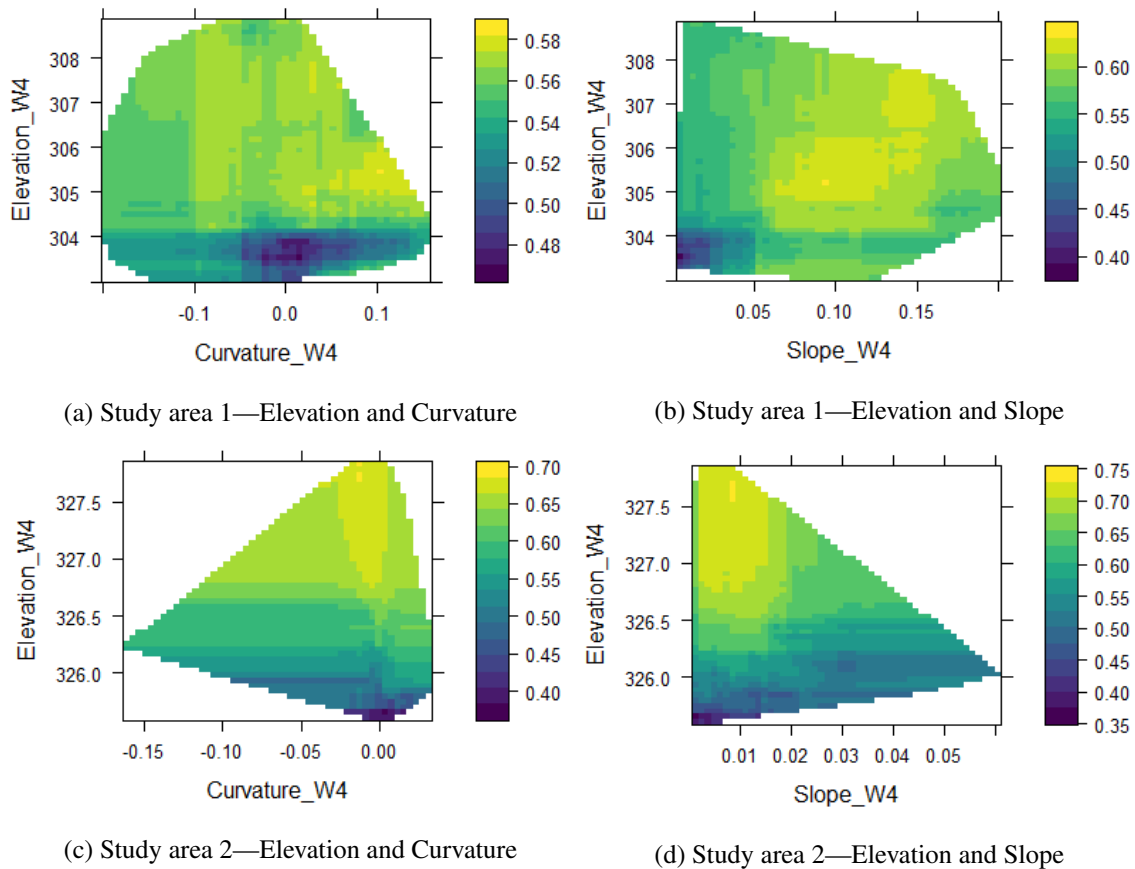 308
307
306
305
304
Elevation_W4
-0.1 0.0 0.1
Curvature_W4
0.58
0.56
0.54
0.52
0.50
0.48
(a) Study area 1—Elevation and Curvature
308
307
306
305
304
Elevation_W4
0.05 0.10 0.15
Slope_W4
0.60
0.55
0.50
0.45
0.40
(b) Study area 1—Elevation and Slope
327.5
327.0
326.5
326.0
Elevation_W4
-0.15 -0.10 -0.05 0.00
Curvature_W4
0.70
0.65
0.60
0.55
0.50
0.45
0.40
(c) Study area 2—Elevation and Curvature
327.5
327.0
326.5
326.0
Elevation_W4
0.01 0.02 0.03 0.04 0.05
Slope_W4
0.75
0.70
0.65
0.60
0.55
0.50
0.45
0.40
0.35
(d) Study area 2—Elevation and Slope